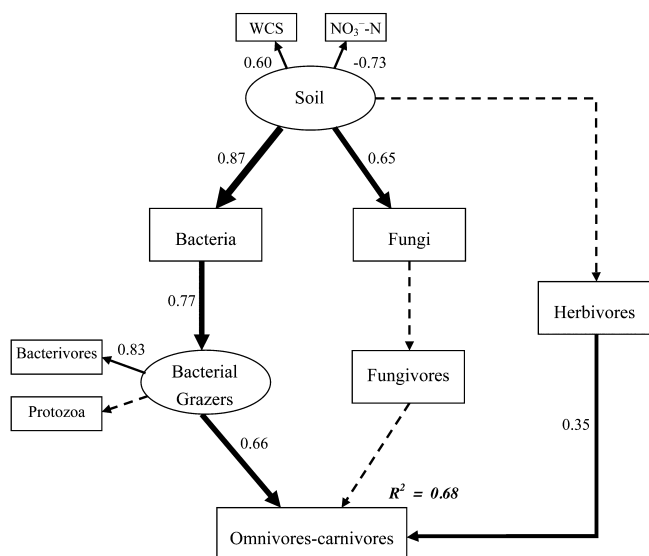 WCS
NO₃⁻-N
0.60
-0.73
Soil
0.87
0.65
Bacteria
Fungi
0.77
Herbivores
Bacterivores
0.83
Bacterial
Grazers
Fungivores
Protozoa
0.66
0.35
R² = 0.68
Omnivores-carnivores